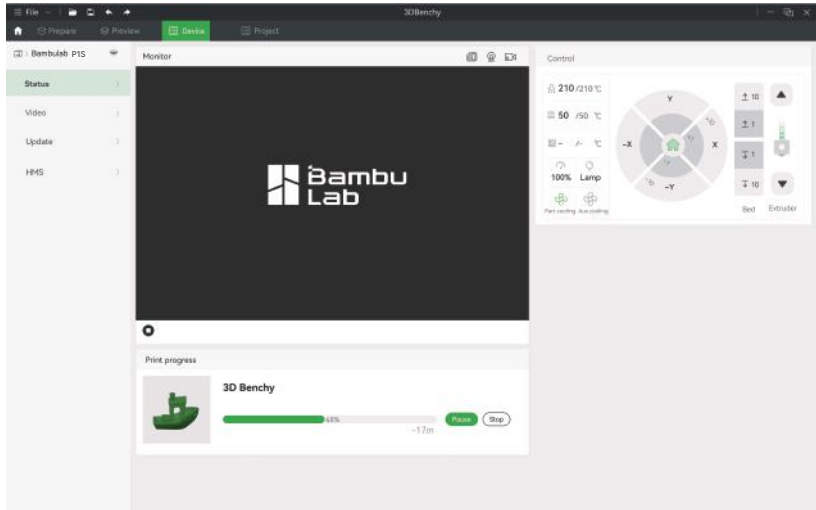 File
3DBenchy
Prepare
Preview
Device
Project
Bambulab P1S
Status
Video
Update
HMS
Monitor
Bambu
Lab
Print progress
3D Benchy
-17m
Pause
Stop
Control
210 /210 °C
50 /50 °C
- /- °C
100%
Lamp
Part cooling
Aux cooling
Y
-X
X
-Y
10
1
1
10
Bed
Extruder